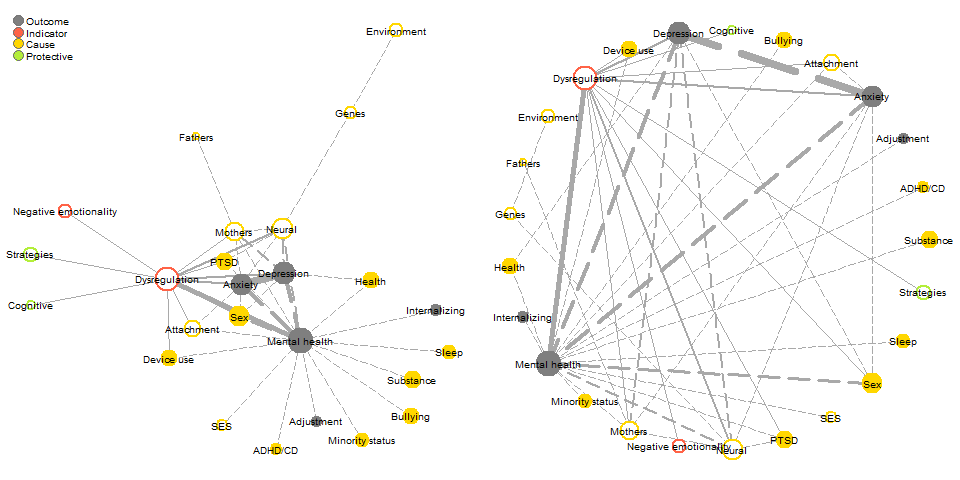 Outcome
Indicator
Cause
Protective
Environment
Genes
Fathers
Negative emotionality
Mothers
Neural
Strategies
PTSD
Dysregulation
Depression
Anxiety
Health
Cognitive
Internalizing
Sex
Attachment
Mental health
Device use
Sleep
Substance
Bullying
SES
Adjustment
Minority status
ADHD/CD
Depression
Cognitive
Bullying
Device use
Attachment
Dysregulation
Anxiety
Environment
Adjustment
Fathers
ADHD/CD
Genes
Substance
Health
Strategies
Internalizing
Sleep
Mental health
Sex
Minority status
SES
Mothers
PTSD
Negative emotionality
Neural